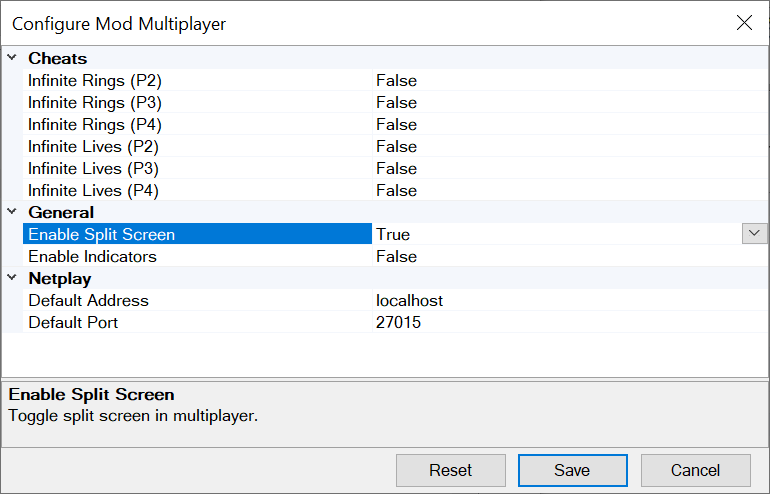 Configure Mod Multiplayer
Cheats
Infinite Rings (P2) False
Infinite Rings (P3) False
Infinite Rings (P4) False
Infinite Lives (P2) False
Infinite Lives (P3) False
Infinite Lives (P4) False
General
Enable Split Screen True
Enable Indicators False
Netplay
Default Address localhost
Default Port 27015
Enable Split Screen
Toggle split screen in multiplayer.
Reset Save Cancel